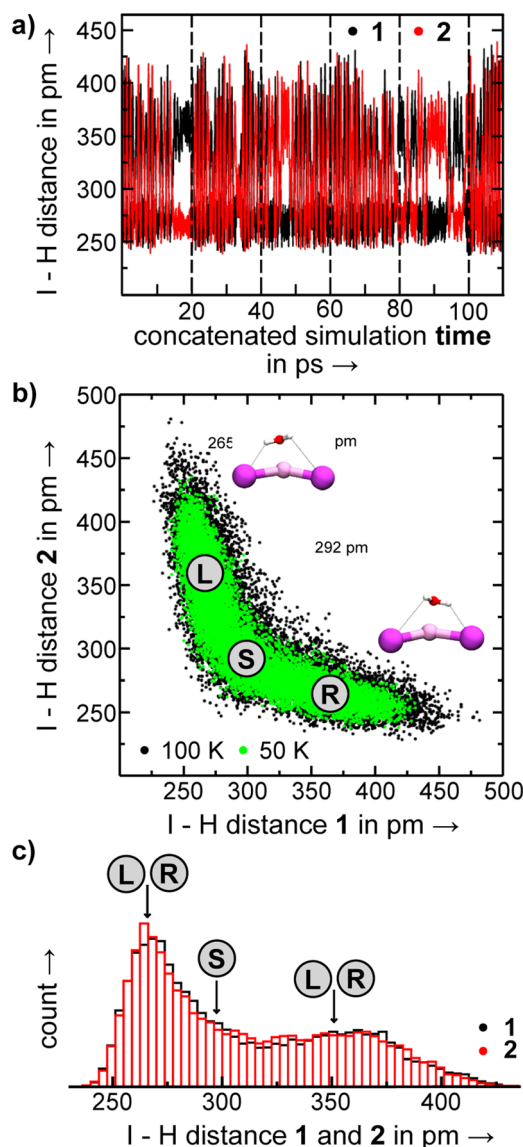 a)
1 2
I - H distance in pm →
450
400
350
300
250
20 40 60 80 100
concatenated simulation time
in ps →
b)
I - H distance 2 in pm →
500
450
400
350
300
250
265 pm
292 pm
L
S
R
100 K 50 K
250 300 350 400 450 500
I - H distance 1 in pm →
c)
L R
S
L R
count →
1
2
250 300 350 400
I - H distance 1 and 2 in pm →